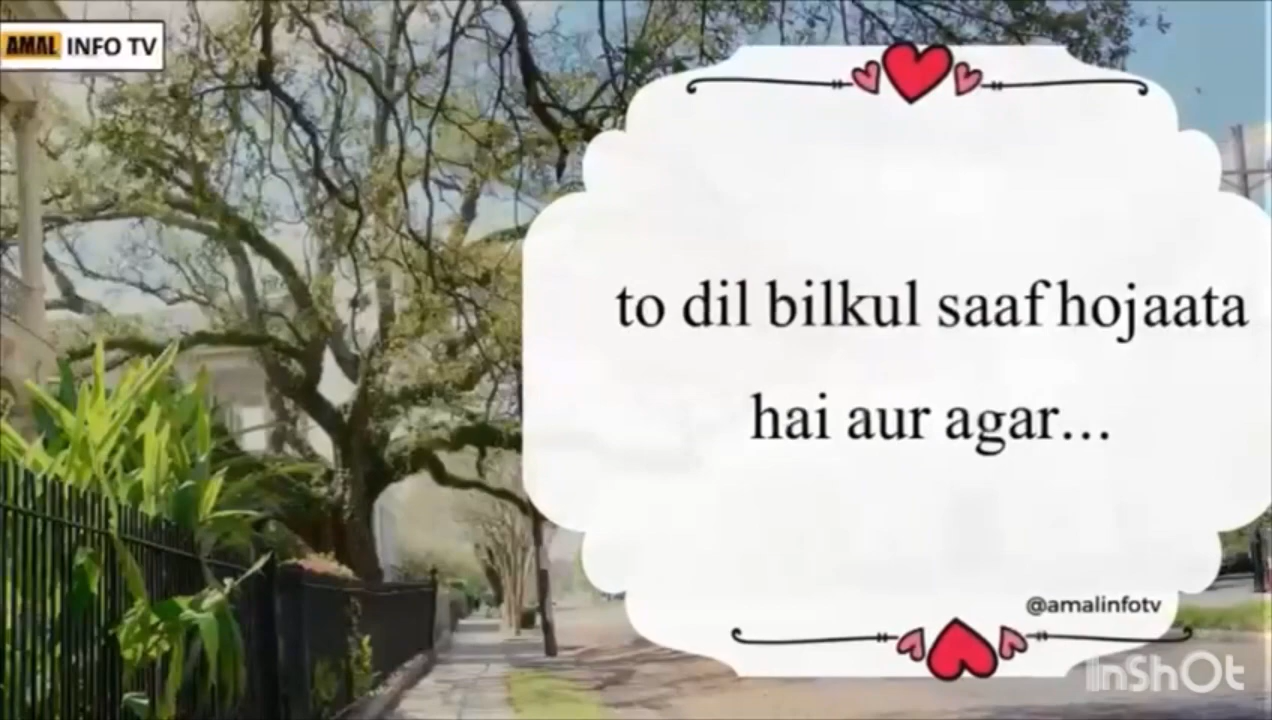 AMAL INFO TV
to dil bilkul saaf hojaata
hai aur agar...
@amalinfotv
InShOt